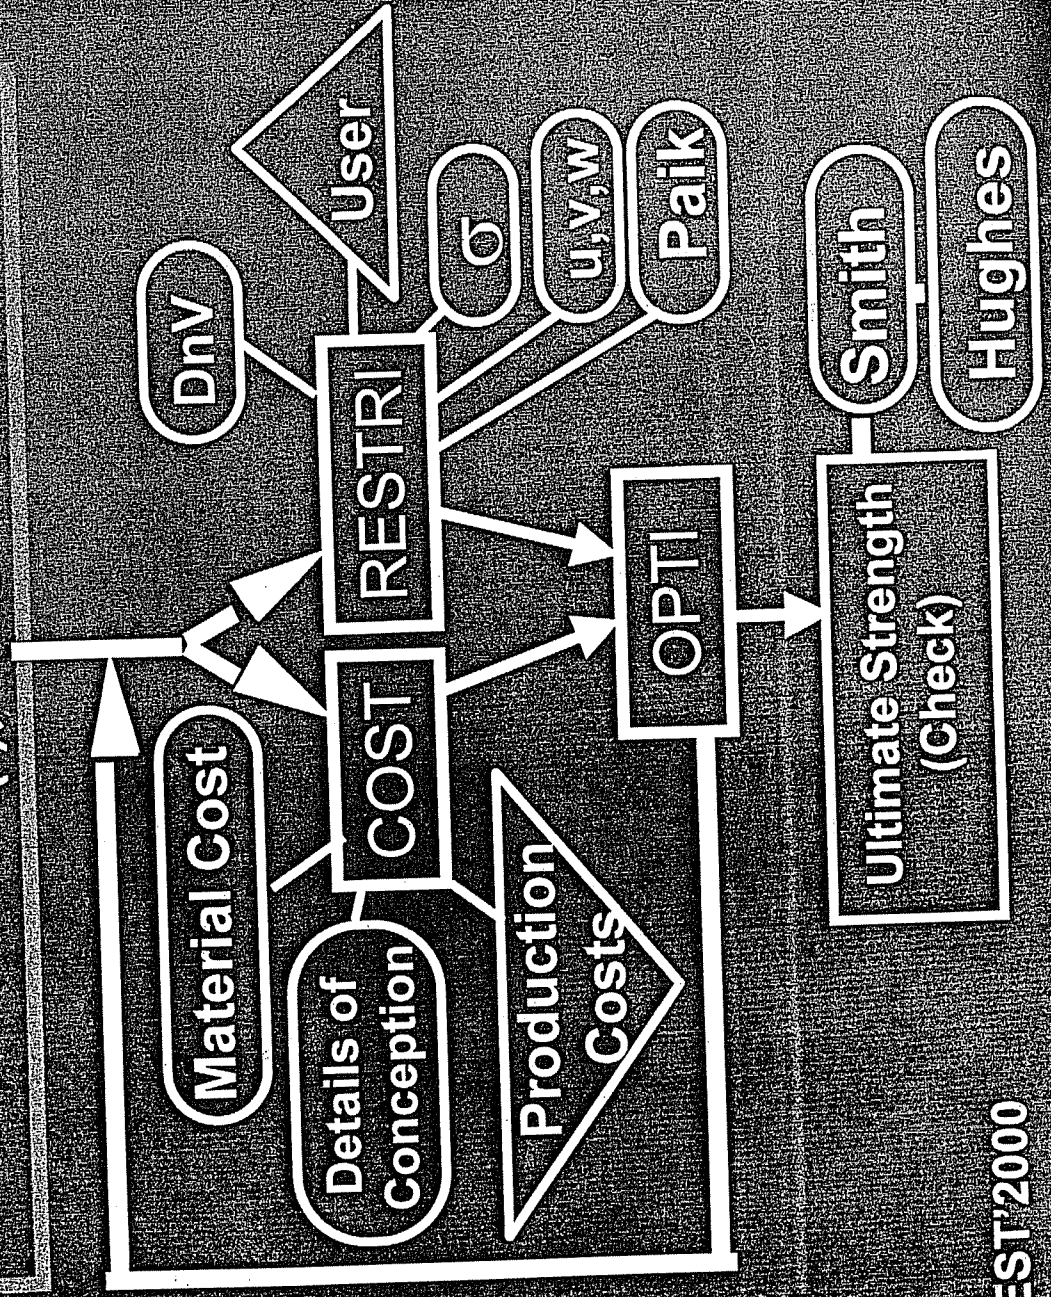 Material Cost
DnV
Details of
Conception
COST
RESTRI
User
σ
Production
Costs
u,v,w
OPTI
Paik
Ultimate Strength
(Check)
Smith
Hughes
EST'2000